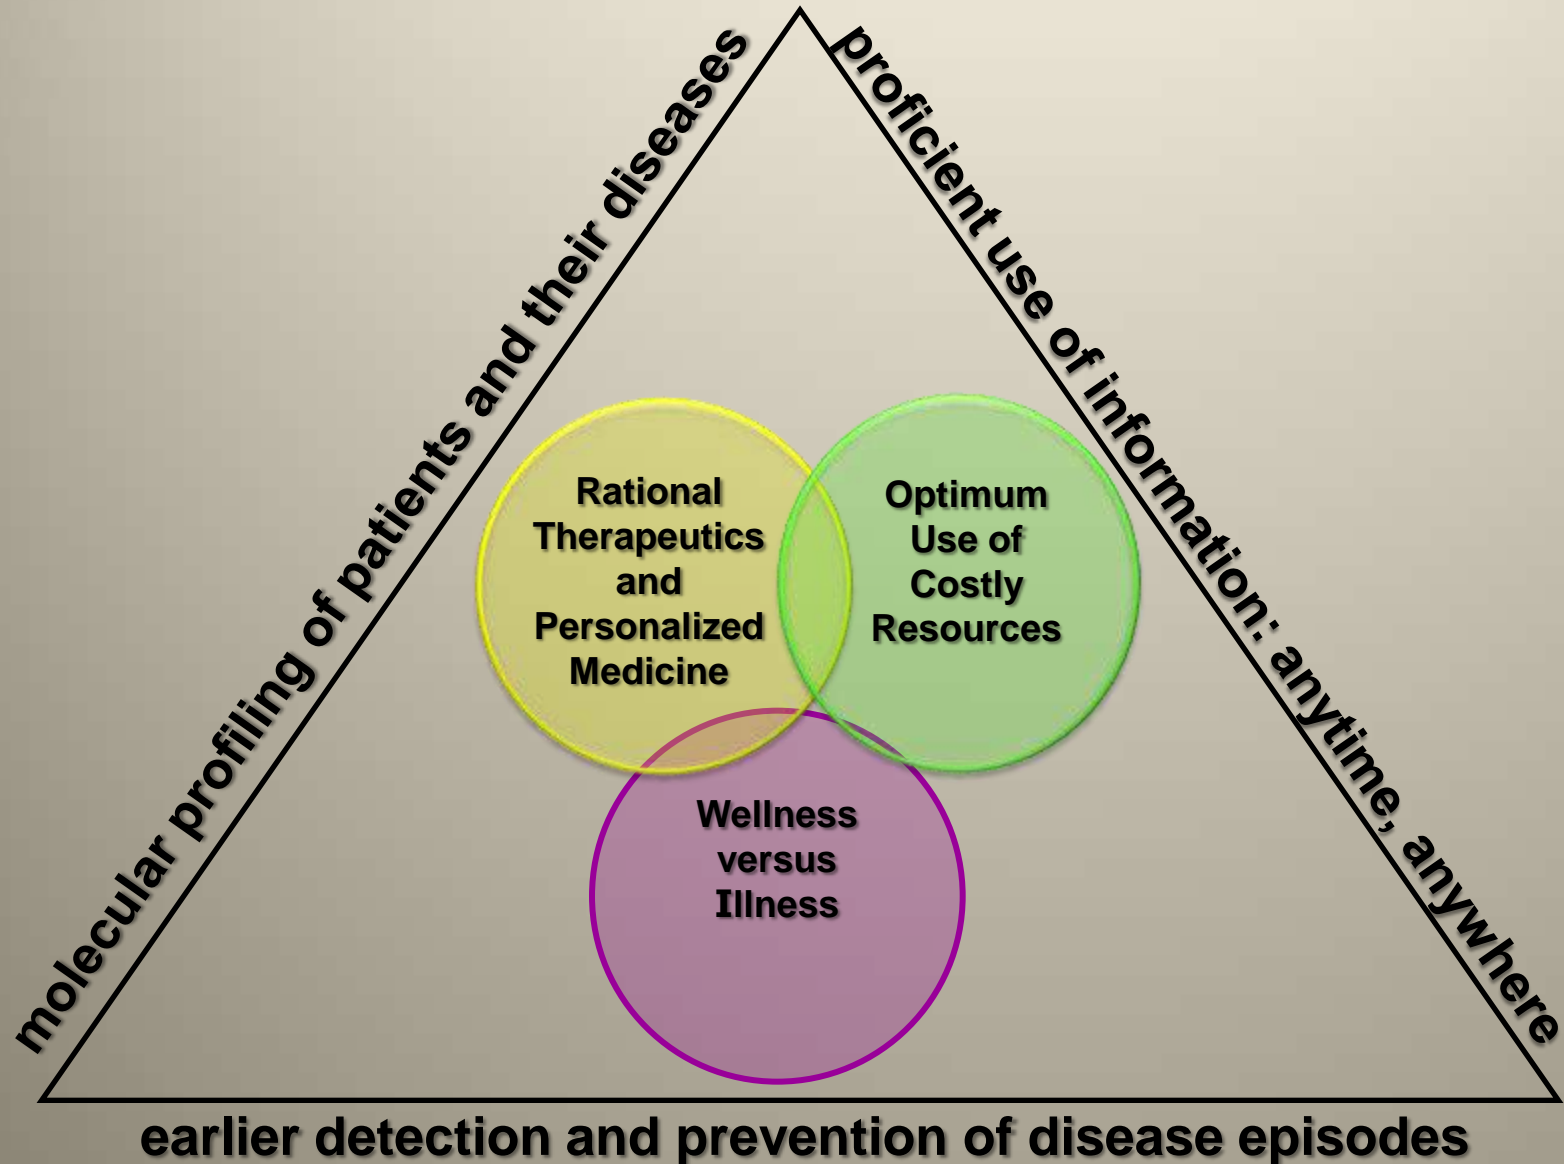 molecular profiling of patients and their diseases
proficient use of information: anytime, anywhere
Rational
Therapeutics
and
Personalized
Medicine
Optimum
Use of
Costly
Resources
Wellness
versus
Illness
earlier detection and prevention of disease episodes